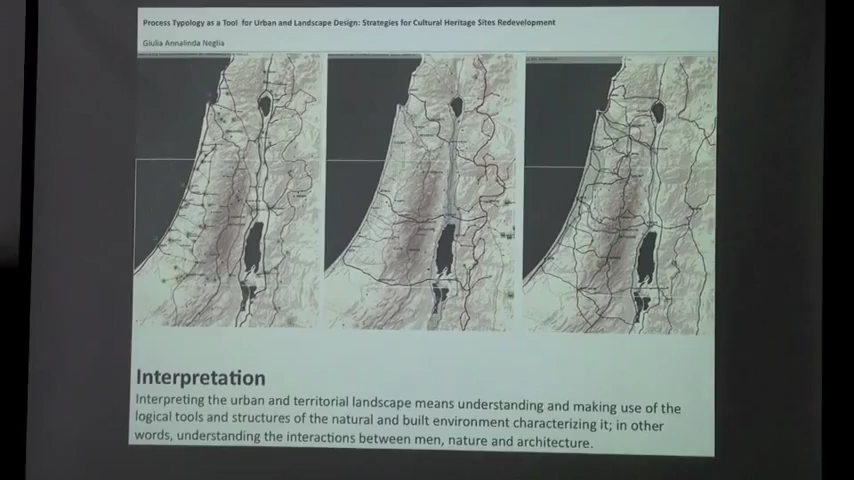 Process Typology as a Tool for Urban and Landscape Design: Strategies for Cultural Heritage Sites Redevelopment
Giulia Annalinda Neglia
Interpretation
Interpreting the urban and territorial landscape means understanding and making use of the
logical tools and structures of the natural and built environment characterizing it; in other
words, understanding the interactions between men, nature and architecture.